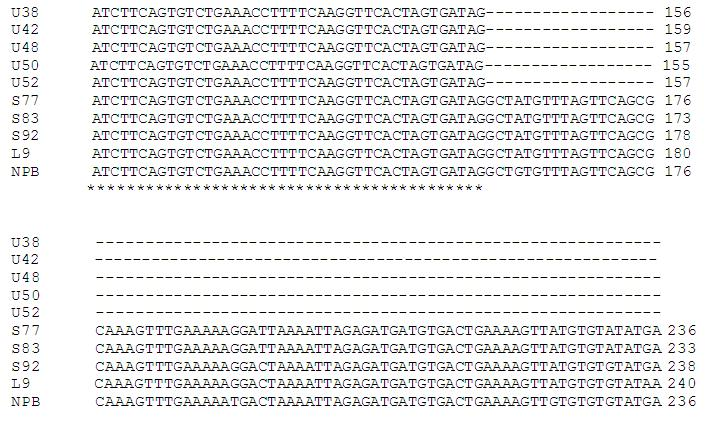 U38 ATCTTCAGTGTCTGAAACCTTTTCAAGGTTCACTAGTGATAG------------------ 156
U42 ATCTTCAGTGTCTGAAACCTTTTCAAGGTTCACTAGTGATAG------------------ 159
U48 ATCTTCAGTGTCTGAAACCTTTTCAAGGTTCACTAGTGATAG------------------ 157
U50 ATCTTCAGTGTCTGAAACCTTTTCAAGGTTCACTAGTGATAG------------------ 155
U52 ATCTTCAGTGTCTGAAACCTTTTCAAGGTTCACTAGTGATAG------------------ 157
S77 ATCTTCAGTGTCTGAAACCTTTTCAAGGTTCACTAGTGATAGGCTATGTTTAGTTCAGCG 176
S83 ATCTTCAGTGTCTGAAACCTTTTCAAGGTTCACTAGTGATAGGCTATGTTTAGTTCAGCG 173
S92 ATCTTCAGTGTCTGAAACCTTTTCAAGGTTCACTAGTGATAGGCTATGTTTAGTTCAGCG 178
L9 ATCTTCAGTGTCTGAAACCTTTTCAAGGTTCACTAGTGATAGGCTATGTTTAGTTCAGCG 180
NPB ATCTTCAGTGTCTGAAACCTTTTCAAGGTTCACTAGTGATAGGCTGTGTTTAGTTCAGCG 176
******************************************
U38 ------------------------------------------------------------
U42 ------------------------------------------------------------
U48 ------------------------------------------------------------
U50 ------------------------------------------------------------
U52 ------------------------------------------------------------
S77 CAAAGTTTGAAAAAGGATTAAAATTAGAGATGATGTGACTGAAAAGTTATGTGTATATGA 236
S83 CAAAGTTTGAAAAAGGACTAAAATTAGAGATGATGTGACTGAAAAGTTATGTGTATATGA 233
S92 CAAAGTTTGAAAAAGGACTAAAATTAGAGATGATGTGACTGAAAAGTTATGTGTATATGA 238
L9 CAAAGTTTGAAAAAGGACTAAAATTAGAGATGATGTGACTGAAAAGTTATGTGTGTATAA 240
NPB CAAAGTTTGAAAAATGACTAAAATTAGAGATGATGTGACTGAAAAGTTGTGTGTGTATGA 236